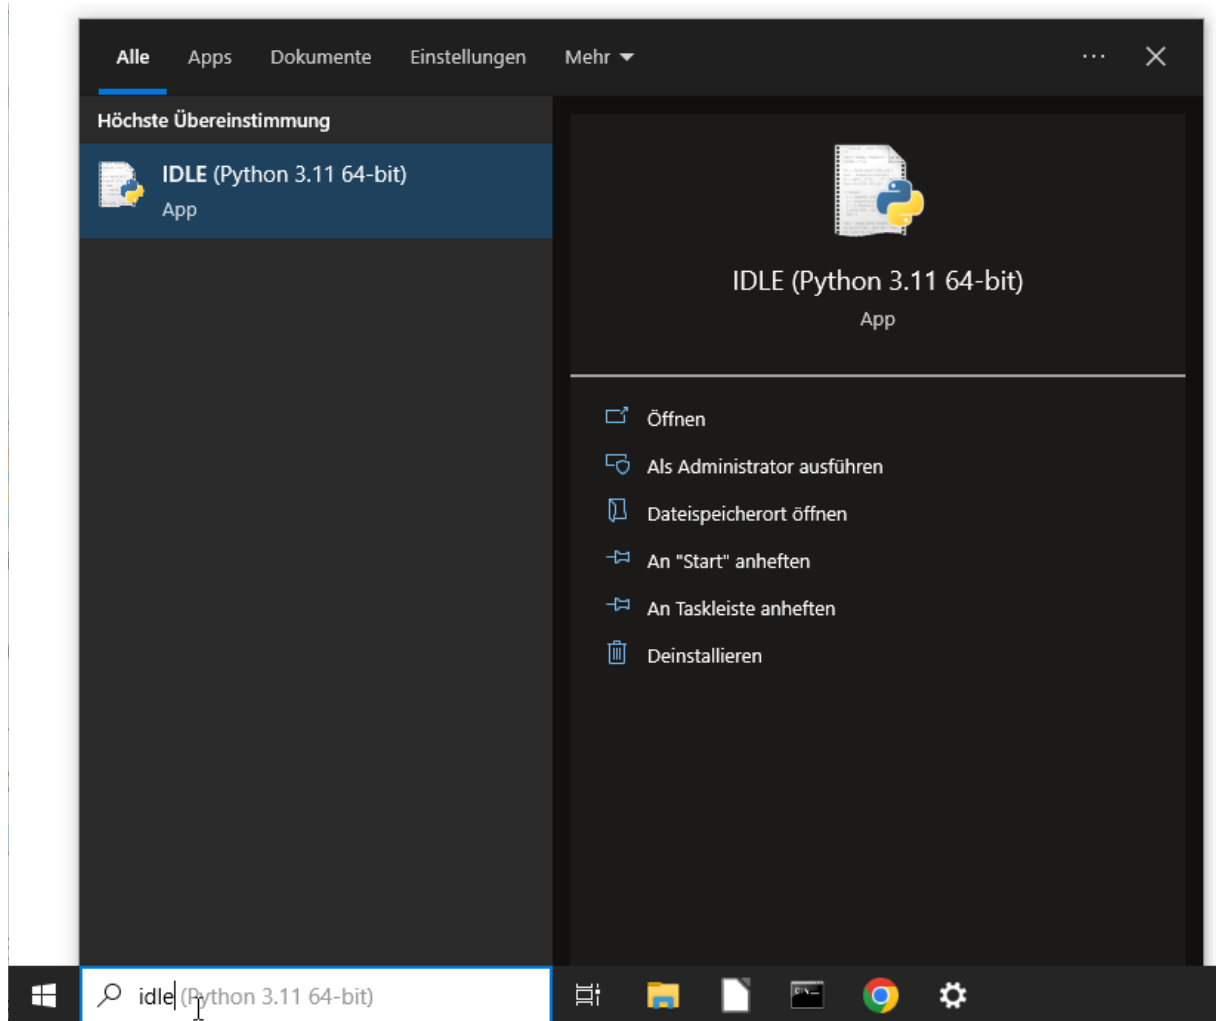 Alle Apps Dokumente Einstellungen Mehr
Höchste Übereinstimmung
IDLE (Python 3.11 64-bit)
App
IDLE (Python 3.11 64-bit)
App
Öffnen
Als Administrator ausführen
Dateispeicherort öffnen
An "Start" anheften
An Taskleiste anheften
Deinstallieren
idle (Python 3.11 64-bit)